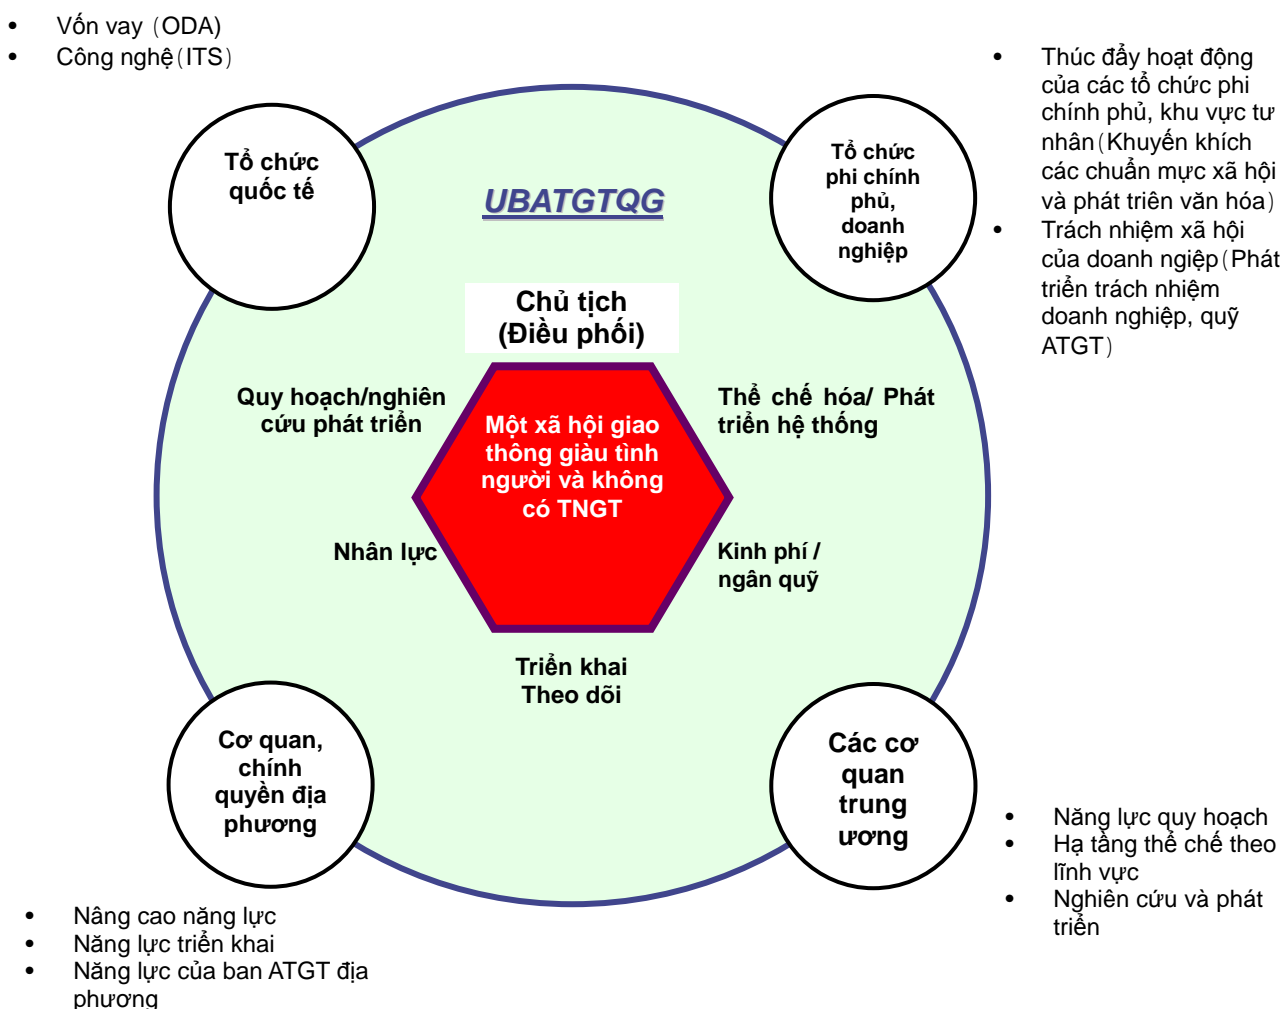 • Vốn vay (ODA)
• Công nghệ(ITS)
• Thúc đẩy hoạt động
của các tổ chức phi
chính phủ, khu vực tư
nhân(Khuyến khích
các chuẩn mực xã hội
và phát triên văn hóa)
• Trách nhiệm xã hội
của doanh ngiệp(Phát
triển trách nhiệm
doanh nghiệp, quỹ
ATGT)
Tổ chức
quốc tế
UBATGTQG
Tổ chức
phi chính
phủ,
doanh
nghiệp
Chủ tịch
(Điều phối)
Quy hoạch/nghiên
cứu phát triển
Thể chế hóa/ Phát
triển hệ thống
Một xã hội giao
thông giàu tình
người và không
có TNGT
Nhân lực
Kinh phí /
ngân quỹ
Triển khai
Theo dõi
Cơ quan,
chính
quyền địa
phương
Các cơ
quan
trung
ương
• Năng lực quy hoạch
• Hạ tầng thể chế theo
lĩnh vực
• Nghiên cứu và phát
triển
• Nâng cao năng lực
• Năng lực triển khai
• Năng lực của ban ATGT địa
phương